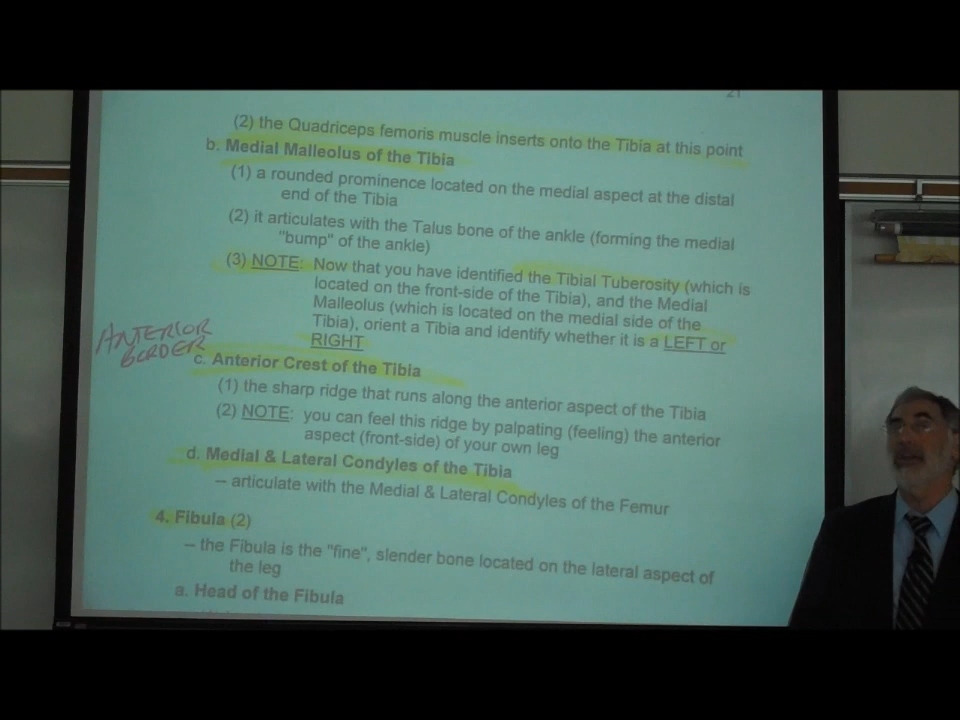 21
(2) the Quadriceps femoris muscle inserts onto the Tibia at this point
b. Medial Malleolus of the Tibia
(1) a rounded prominence located on the medial aspect at the distal
end of the Tibia
(2) it articulates with the Talus bone of the ankle (forming the medial
"bump" of the ankle)
(3) NOTE: Now that you have identified the Tibial Tuberosity (which is
located on the front-side of the Tibia), and the Medial
Malleolus (which is located on the medial side of the
Tibia), orient a Tibia and identify whether it is a LEFT or
RIGHT
ANTERIOR
BORDER
c. Anterior Crest of the Tibia
(1) the sharp ridge that runs along the anterior aspect of the Tibia
(2) NOTE: you can feel this ridge by palpating (feeling) the anterior
aspect (front-side) of your own leg
d. Medial & Lateral Condyles of the Tibia
– articulate with the Medial & Lateral Condyles of the Femur
4. Fibula (2)
– the Fibula is the "fine", slender bone located on the lateral aspect of
the leg
a. Head of the Fibula